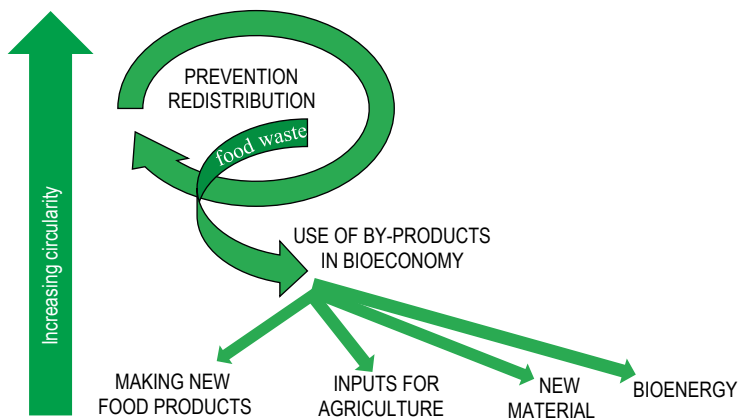 PREVENTION
REDISTRIBUTION
food waste
Increasing circularity
USE OF BY-PRODUCTS
IN BIOECONOMY
MAKING NEW
FOOD PRODUCTS
INPUTS FOR
AGRICULTURE
NEW
MATERIAL
BIOENERGY